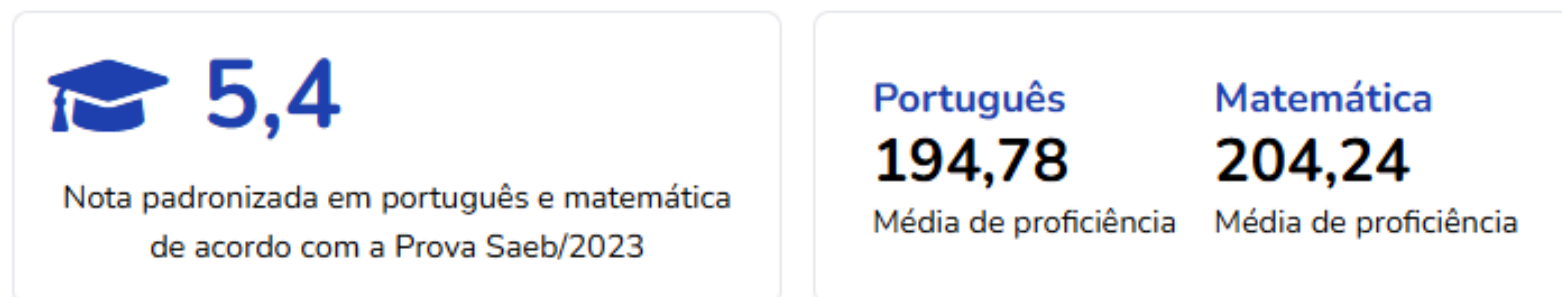 5,4
Nota padronizada em português e matemática
de acordo com a Prova Saeb/2023
Português
194,78
Média de proficiência
Matemática
204,24
Média de proficiência